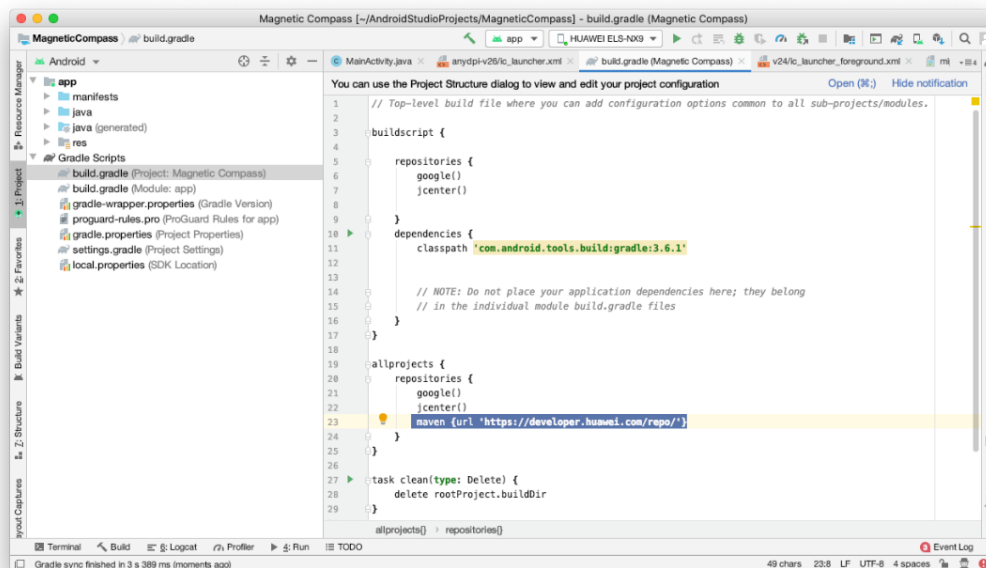 Magnetic Compass [~/AndroidStudioProjects/MagneticCompass] - build.gradle (Magnetic Compass)
MagneticCompass build.gradle
app HUAWEI ELS-NX9
Android
MainActivity.java anydpi-v26/ic_launcher.xml build.gradle (Magnetic Compass) v24/ic_launcher_foreground.xml
You can use the Project Structure dialog to view and edit your project configuration Open (⌘;) Hide notification
Resource Manager
1: Project
2: Favorites
Build Variants
Z: Structure
Layout Captures
app
manifests
java
java (generated)
res
Gradle Scripts
build.gradle (Project: Magnetic Compass)
build.gradle (Module: app)
gradle-wrapper.properties (Gradle Version)
proguard-rules.pro (ProGuard Rules for app)
gradle.properties (Project Properties)
settings.gradle (Project Settings)
local.properties (SDK Location)
1 // Top-level build file where you can add configuration options common to all sub-projects/modules.
2
3 buildscript {
4
5 repositories {
6 google()
7 jcenter()
8
9 }
10 dependencies {
11 classpath 'com.android.tools.build:gradle:3.6.1'
12
13
14 // NOTE: Do not place your application dependencies here; they belong
15 // in the individual module build.gradle files
16 }
17 }
18
19 allprojects {
20 repositories {
21 google()
22 jcenter()
23 maven {url 'https://developer.huawei.com/repo/'}
24 }
25 }
26
27 task clean(type: Delete) {
28 delete rootProject.buildDir
29 }
allprojects{} › repositories{}
Terminal Build 6: Logcat Profiler 4: Run TODO 3 Event Log
Gradle sync finished in 3 s 389 ms (moments ago) 49 chars 23:8 LF UTF-8 4 spaces